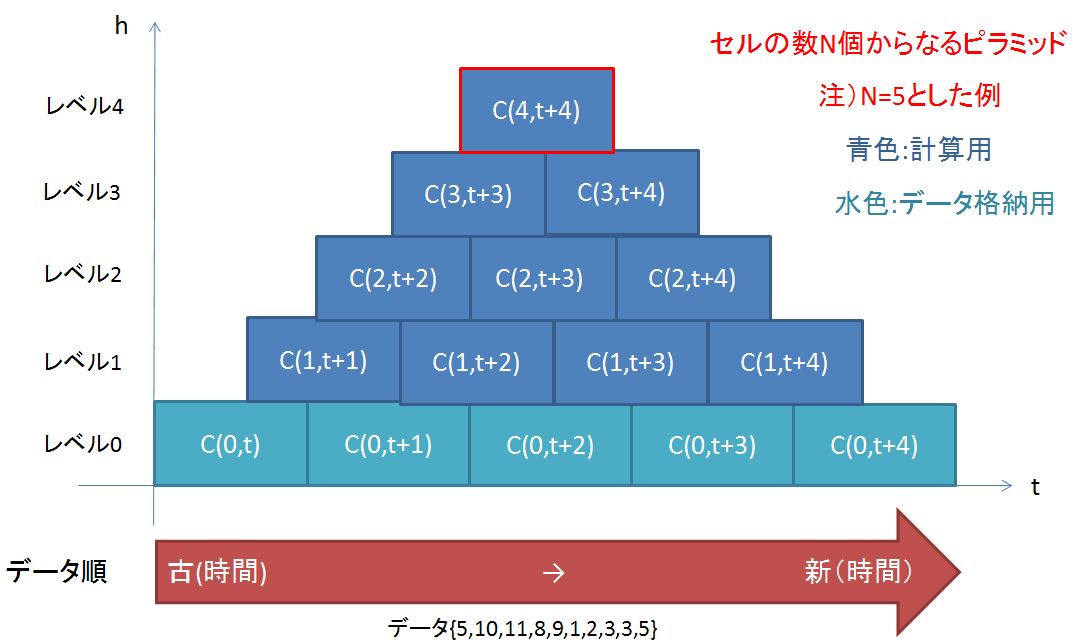 h
セルの数N個からなるピラミッド
注）N=5とした例
青色：計算用
水色：データ格納用
レベル4
C(4,t+4)
レベル3
C(3,t+3) C(3,t+4)
レベル2
C(2,t+2) C(2,t+3) C(2,t+4)
レベル1
C(1,t+1) C(1,t+2) C(1,t+3) C(1,t+4)
レベル0
C(0,t) C(0,t+1) C(0,t+2) C(0,t+3) C(0,t+4)
t
データ順
古(時間) → 新（時間）
データ{5,10,11,8,9,1,2,3,3,5}